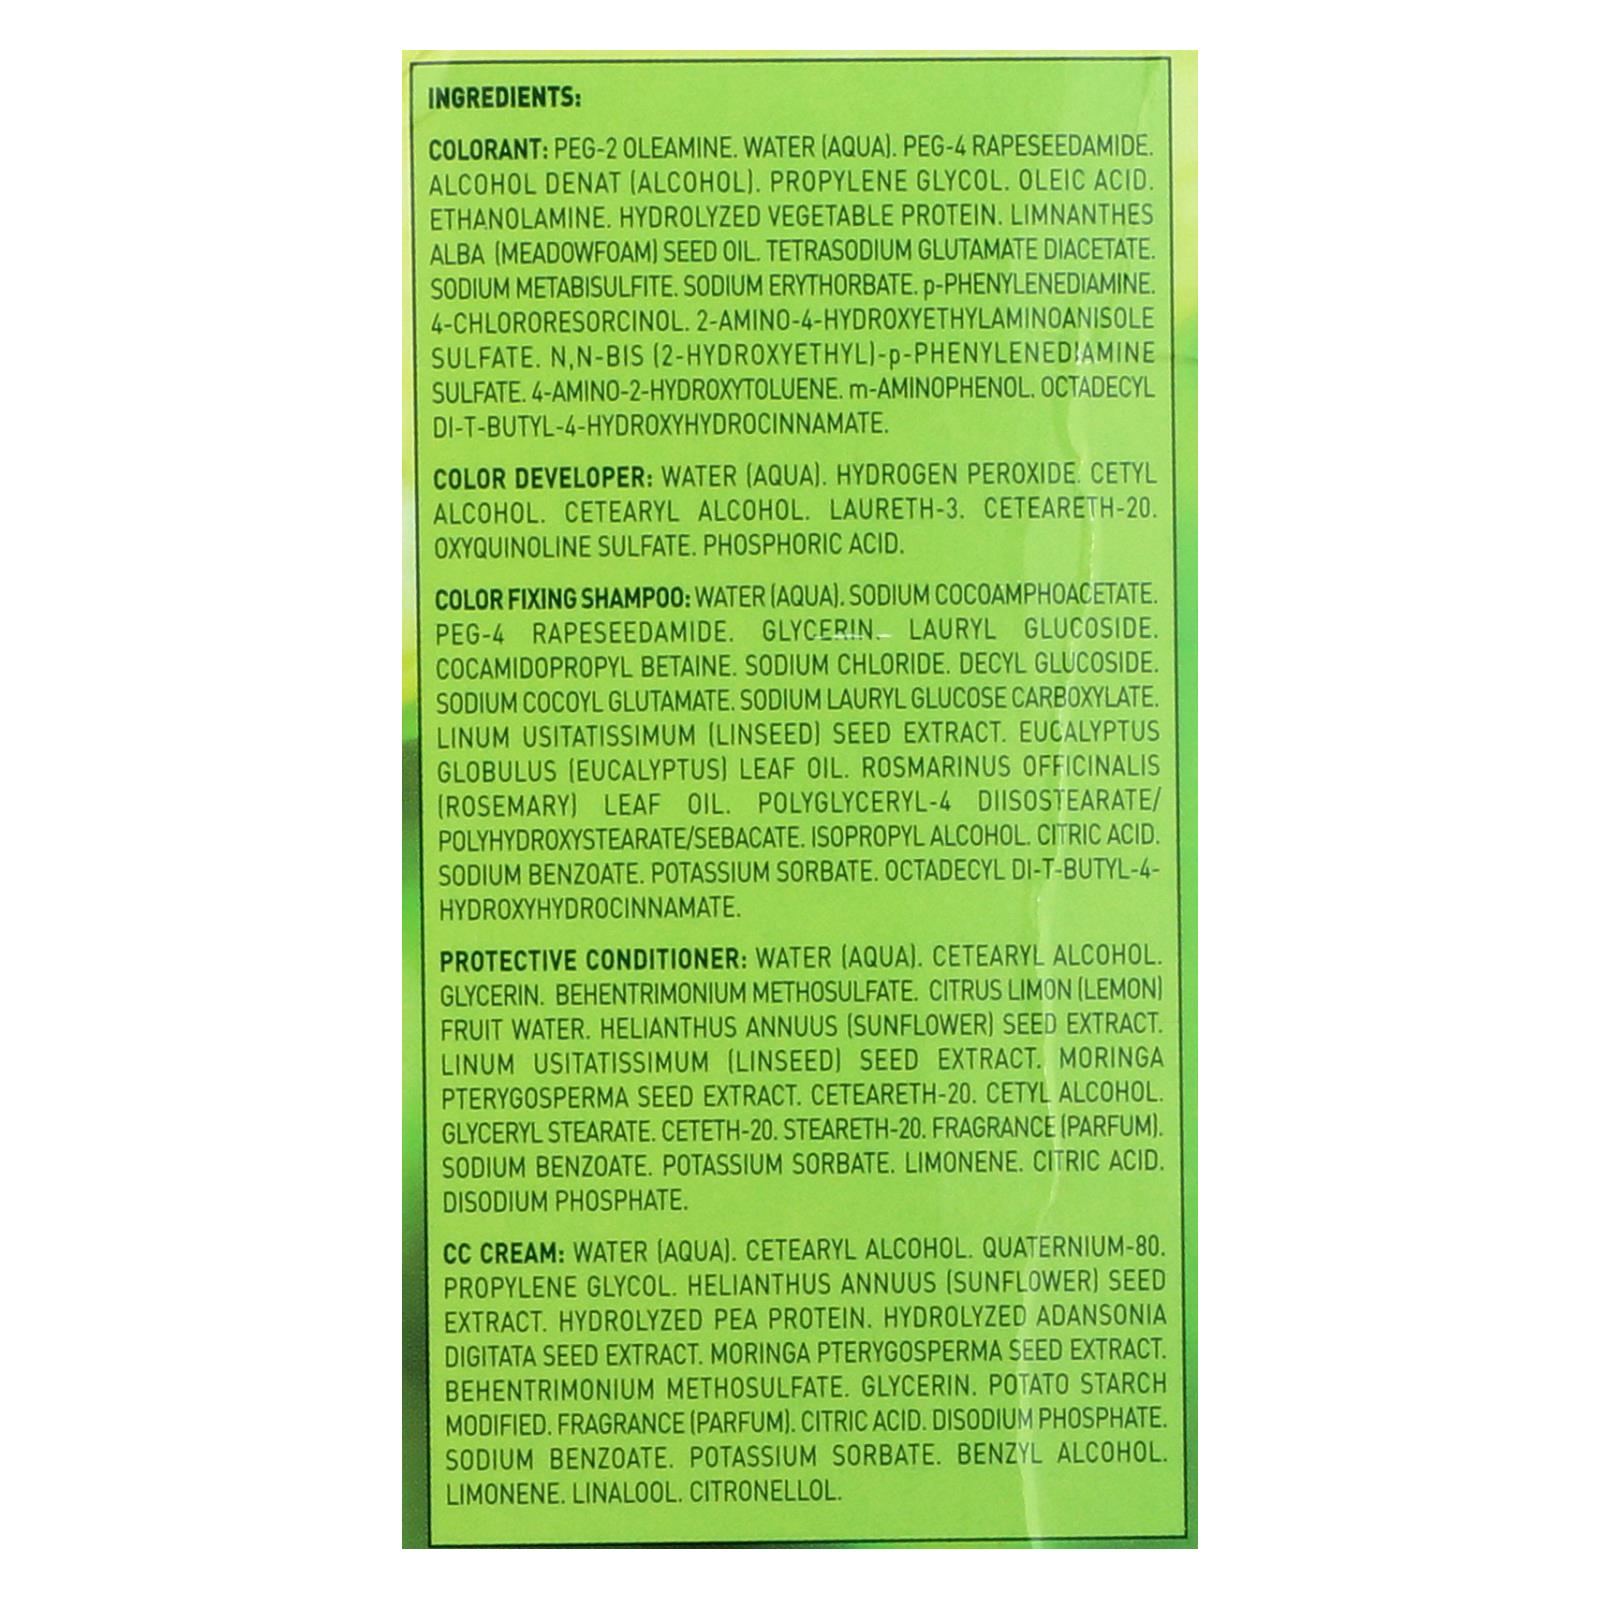 INGREDIENTS:
COLORANT: PEG-2 OLEAMINE. WATER (AQUA). PEG-4 RAPESEEDAMIDE.
ALCOHOL DENAT (ALCOHOL). PROPYLENE GLYCOL. OLEIC ACID.
ETHANOLAMINE. HYDROLYZED VEGETABLE PROTEIN. LIMNANTHES
ALBA (MEADOWFOAM) SEED OIL. TETRASODIUM GLUTAMATE DIACETATE.
SODIUM METABISULFITE. SODIUM ERYTHORBATE. p-PHENYLENEDIAMINE.
4-CHLORORESORCINOL. 2-AMINO-4-HYDROXYETHYLAMINOANISOLE
SULFATE. N,N-BIS (2-HYDROXYETHYL)-p-PHENYLENEDIAMINE
SULFATE. 4-AMINO-2-HYDROXYTOLUENE. m-AMINOPHENOL. OCTADECYL
DI-T-BUTYL-4-HYDROXYHYDROCINNAMATE.
COLOR DEVELOPER: WATER (AQUA). HYDROGEN PEROXIDE. CETYL
ALCOHOL. CETEARYL ALCOHOL. LAURETH-3. CETEARETH-20.
OXYQUINOLINE SULFATE. PHOSPHORIC ACID.
COLOR FIXING SHAMPOO: WATER (AQUA). SODIUM COCOAMPHOACETATE.
PEG-4 RAPESEEDAMIDE. GLYCERIN. LAURYL GLUCOSIDE.
COCAMIDOPROPYL BETAINE. SODIUM CHLORIDE. DECYL GLUCOSIDE.
SODIUM COCOYL GLUTAMATE. SODIUM LAURYL GLUCOSE CARBOXYLATE.
LINUM USITATISSIMUM (LINSEED) SEED EXTRACT. EUCALYPTUS
GLOBULUS (EUCALYPTUS) LEAF OIL. ROSMARINUS OFFICINALIS
(ROSEMARY) LEAF OIL. POLYGLYCERYL-4 DIISOSTEARATE/
POLYHYDROXYSTEARATE/SEBACATE. ISOPROPYL ALCOHOL. CITRIC ACID.
SODIUM BENZOATE. POTASSIUM SORBATE. OCTADECYL DI-T-BUTYL-4-
HYDROXYHYDROCINNAMATE.
PROTECTIVE CONDITIONER: WATER (AQUA). CETEARYL ALCOHOL.
GLYCERIN. BEHENTRIMONIUM METHOSULFATE. CITRUS LIMON (LEMON)
FRUIT WATER. HELIANTHUS ANNUUS (SUNFLOWER) SEED EXTRACT.
LINUM USITATISSIMUM (LINSEED) SEED EXTRACT. MORINGA
PTERYGOSPERMA SEED EXTRACT. CETEARETH-20. CETYL ALCOHOL.
GLYCERYL STEARATE. CETETH-20. STEARETH-20. FRAGRANCE (PARFUM).
SODIUM BENZOATE. POTASSIUM SORBATE. LIMONENE. CITRIC ACID.
DISODIUM PHOSPHATE.
CC CREAM: WATER (AQUA). CETEARYL ALCOHOL. QUATERNIUM-80.
PROPYLENE GLYCOL. HELIANTHUS ANNUUS (SUNFLOWER) SEED
EXTRACT. HYDROLYZED PEA PROTEIN. HYDROLYZED ADANSONIA
DIGITATA SEED EXTRACT. MORINGA PTERYGOSPERMA SEED EXTRACT.
BEHENTRIMONIUM METHOSULFATE. GLYCERIN. POTATO STARCH
MODIFIED. FRAGRANCE (PARFUM). CITRIC ACID. DISODIUM PHOSPHATE.
SODIUM BENZOATE. POTASSIUM SORBATE. BENZYL ALCOHOL.
LIMONENE. LINALOOL. CITRONELLOL.